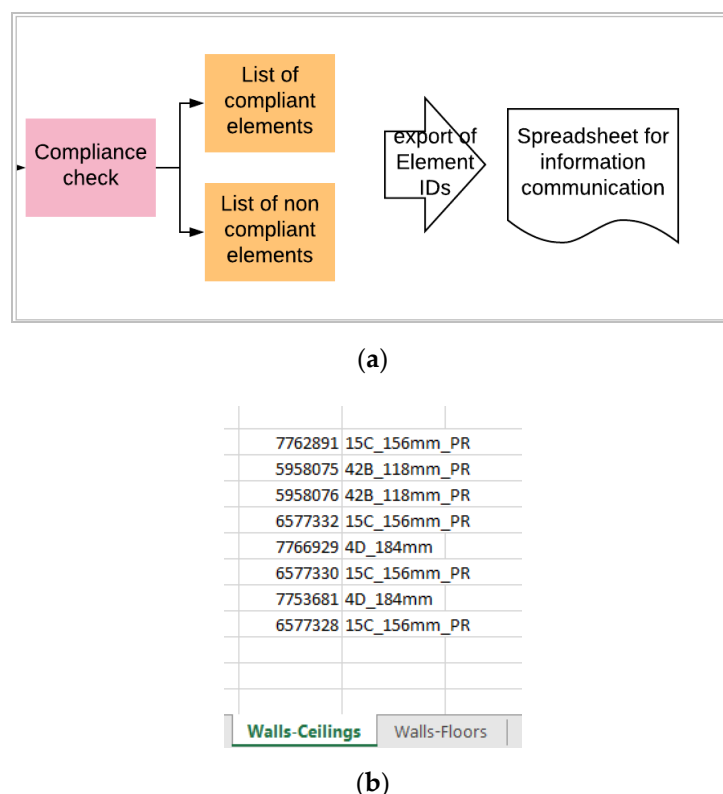 List of
compliant
elements
Compliance
check
List of non
compliant
elements
export of
Element
IDs
Spreadsheet for
information
communication
(a)
7762891 15C_156mm_PR
5958075 42B_118mm_PR
5958076 42B_118mm_PR
6577332 15C_156mm_PR
7766929 4D_184mm
6577330 15C_156mm_PR
7753681 4D_184mm
6577328 15C_156mm_PR
Walls-Ceilings Walls-Floors
(b)